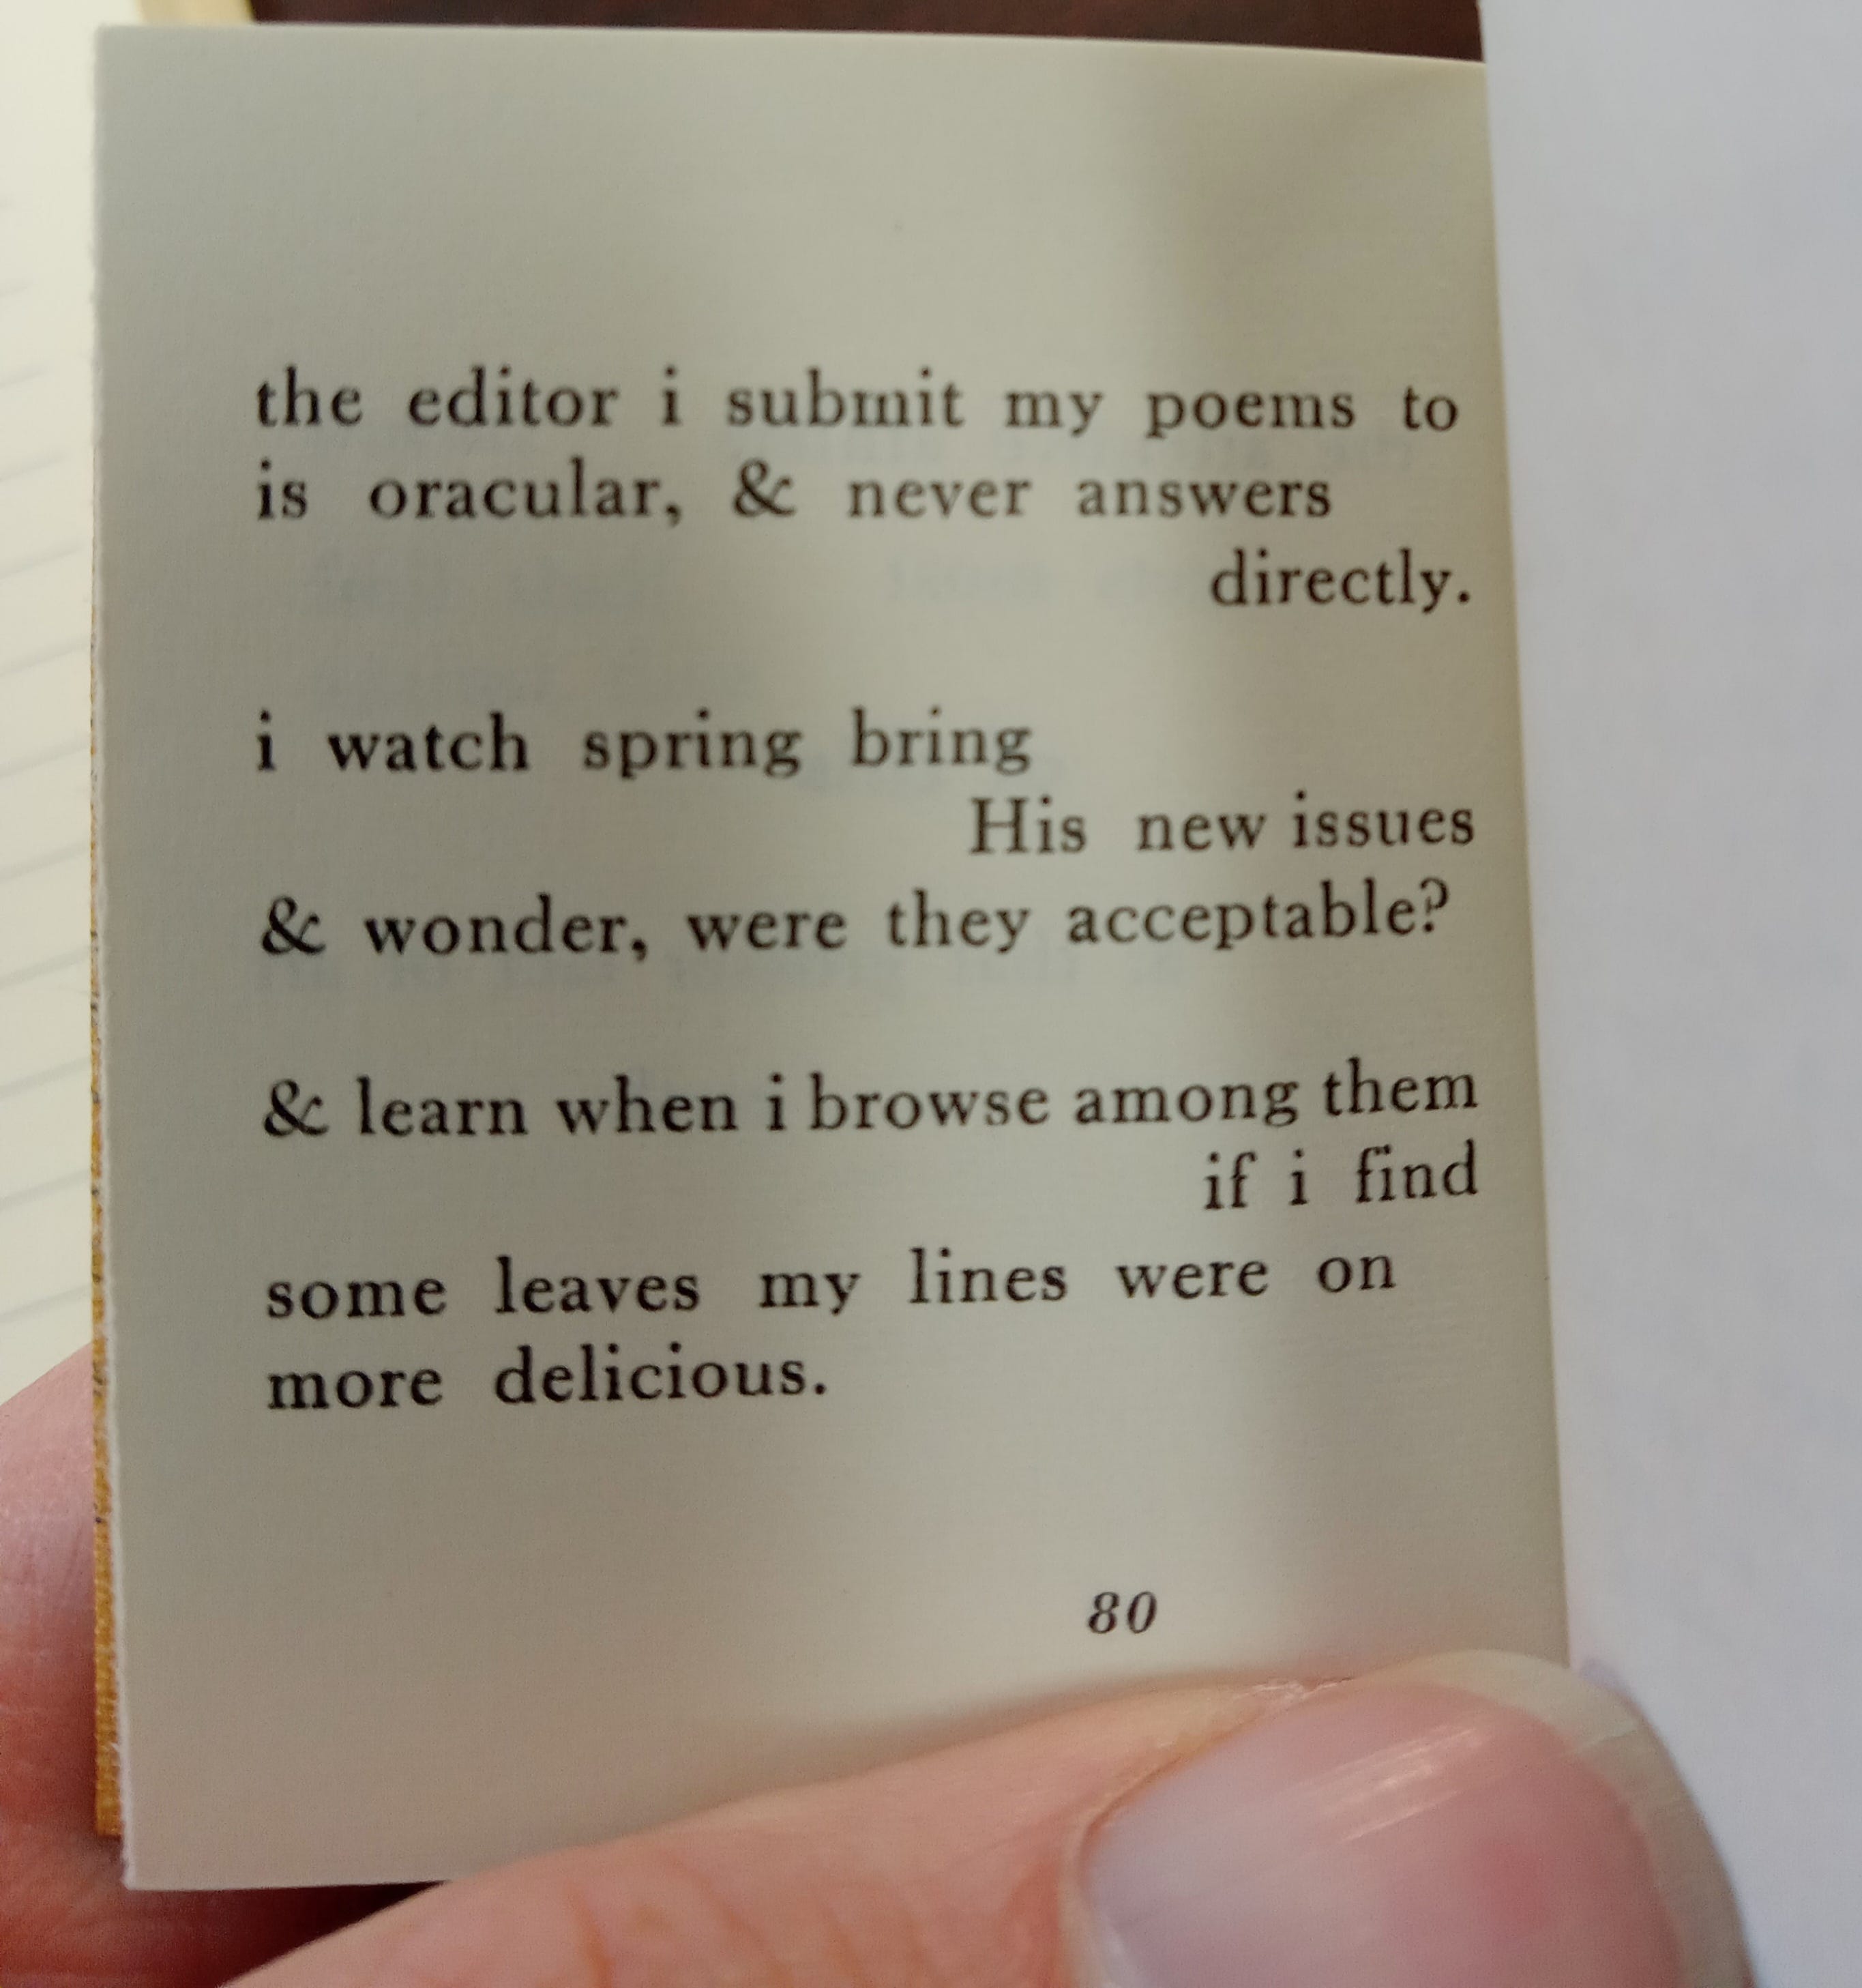 the editor i submit my poems to
is oracular, & never answers
directly.
i watch spring bring
His new issues
& wonder, were they acceptable?
& learn when i browse among them
if i find
some leaves my lines were on
more delicious.
80